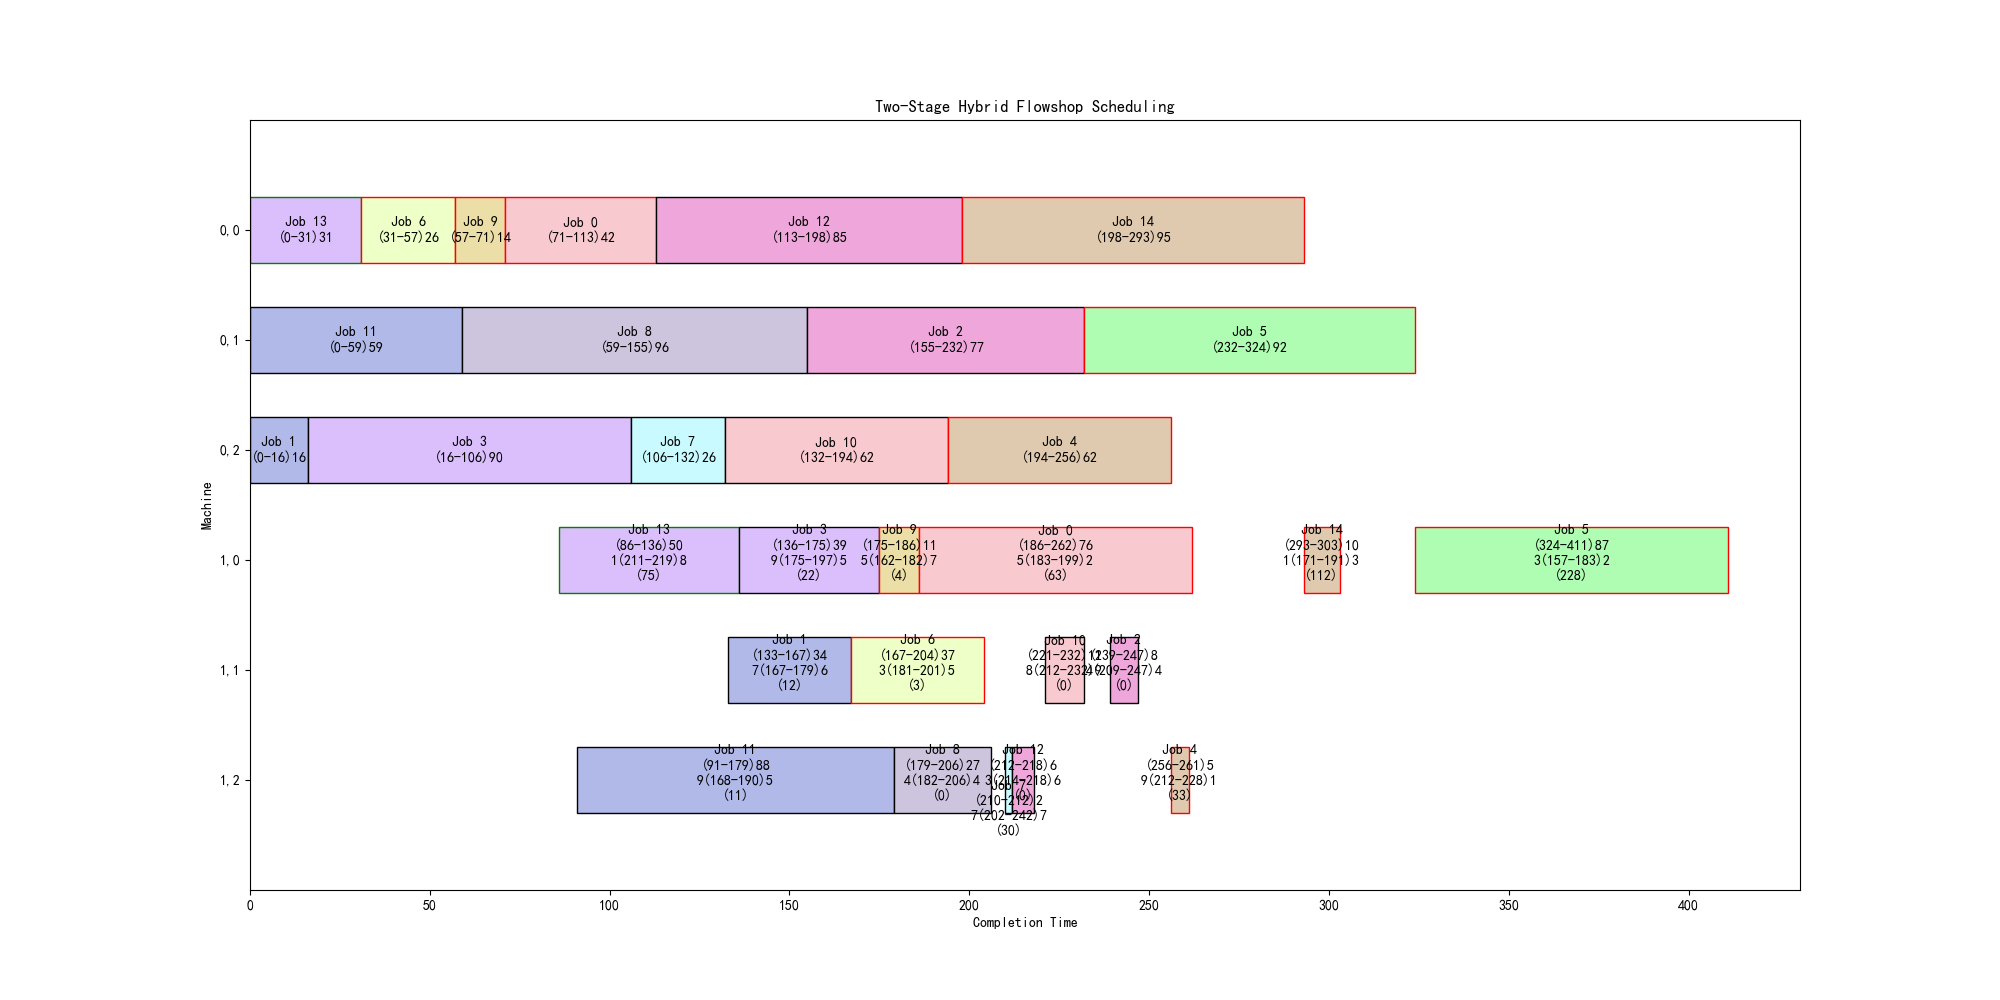 Two-Stage Hybrid Flowshop Scheduling
Machine
0,0
Job 13
(0-31)31
Job 6
(31-57)26
Job 9
(57-71)14
Job 0
(71-113)42
Job 12
(113-198)85
Job 14
(198-293)95
0,1
Job 11
(0-59)59
Job 8
(59-155)96
Job 2
(155-232)77
Job 5
(232-324)92
0,2
Job 1
(0-16)16
Job 3
(16-106)90
Job 7
(106-132)26
Job 10
(132-194)62
Job 4
(194-256)62
1,0
Job 13
(86-136)50
1(211-219)8
(75)
Job 3
(136-175)39
9(175-197)5
(22)
Job 9
(175-186)11
5(162-182)7
(4)
Job 0
(186-262)76
5(183-199)2
(63)
Job 14
(293-303)10
1(171-191)3
(112)
Job 5
(324-411)87
3(157-183)2
(228)
1,1
Job 1
(133-167)34
7(167-179)6
(12)
Job 6
(167-204)37
3(181-201)5
(3)
Job 10
(221-232)11
8(212-232)
(0)
Job 2
(239-247)8
(209-247)4
(0)
1,2
Job 11
(91-179)88
9(168-190)5
(11)
Job 8
(179-206)27
4(182-206)4
(0)
Job 12
(212-218)6
3(214-218)6
(0)
Job 7
(210-212)2
7(202-242)7
(30)
Job 4
(256-261)5
9(212-228)1
(33)
0
50
100
150
200
250
300
350
400
Completion Time